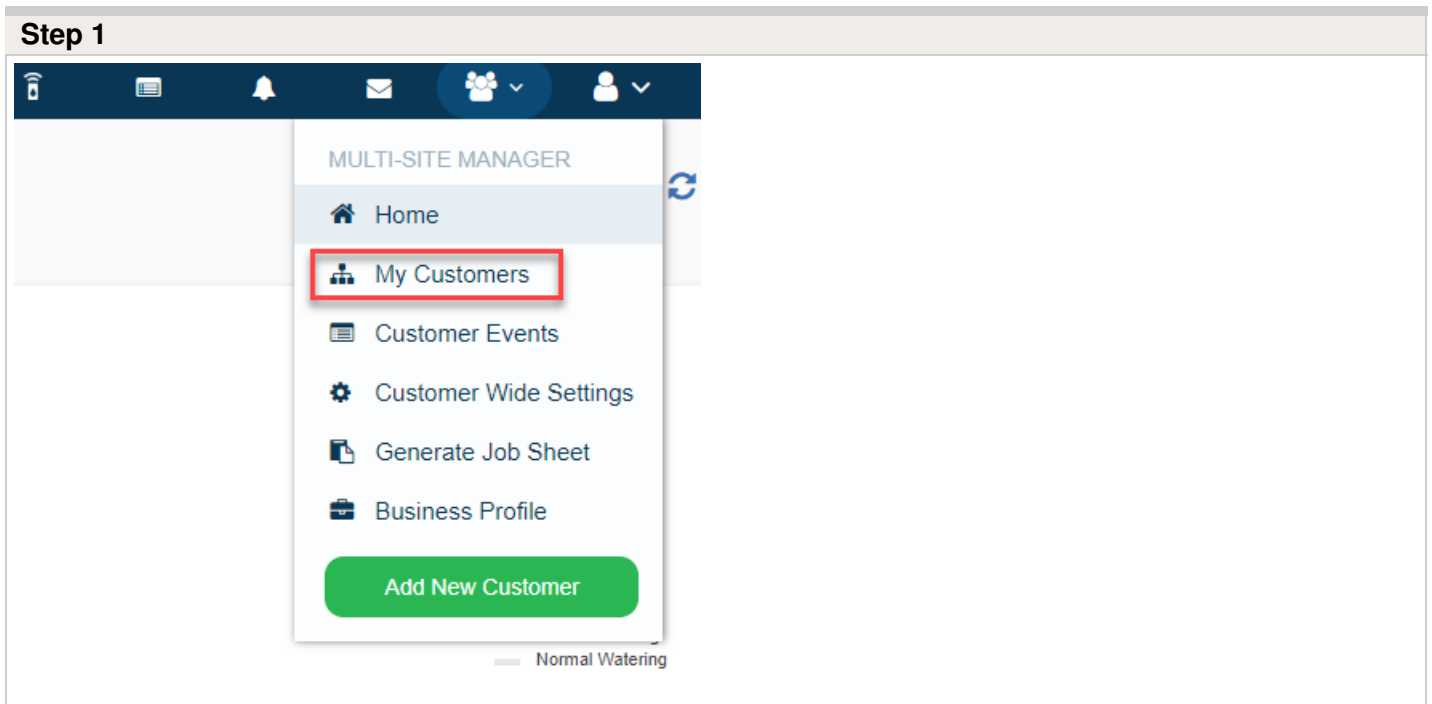 Step 1
MULTI-SITE MANAGER
Home
My Customers
Customer Events
Customer Wide Settings
Generate Job Sheet
Business Profile
Add New Customer
Normal Watering